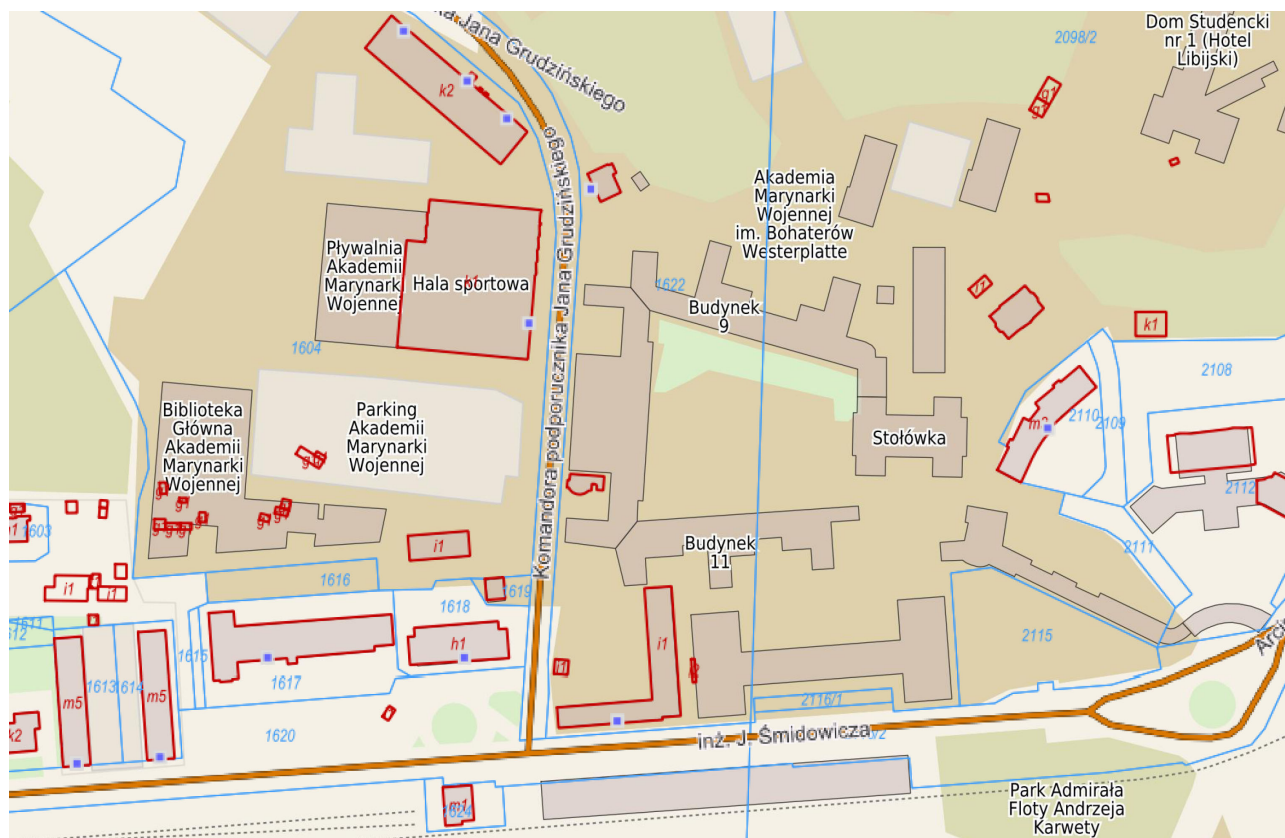 Jana Grudzińskiego
Dom Studencki
nr 1 (Hotel
Libijski)
2098/2
k2
g1
Komandora podporucznika Jana Grudzińskiego
Akademia
Marynarki
Wojennej
im. Bohaterów
Westerplatte
Pływalnia
Akademii
Marynarki
Wojennej
k1
Hala sportowa
1622
Budynek
9
1604
k1
2108
Biblioteka
Główna
Akademii
Marynarki
Wojennej
Parking
Akademii
Marynarki
Wojennej
2110
2109
Stołówka
2112
1603
i1
Budynek
11
2111
i1
i1
1616
1619
1618
1611
1615
h1
i1
i1
2115
1613
1614
m5
m5
1617
k2
1620
2116/1
inż. J. Śmidowicza
m1
1624
Park Admirała
Floty Andrzeja
Karwety